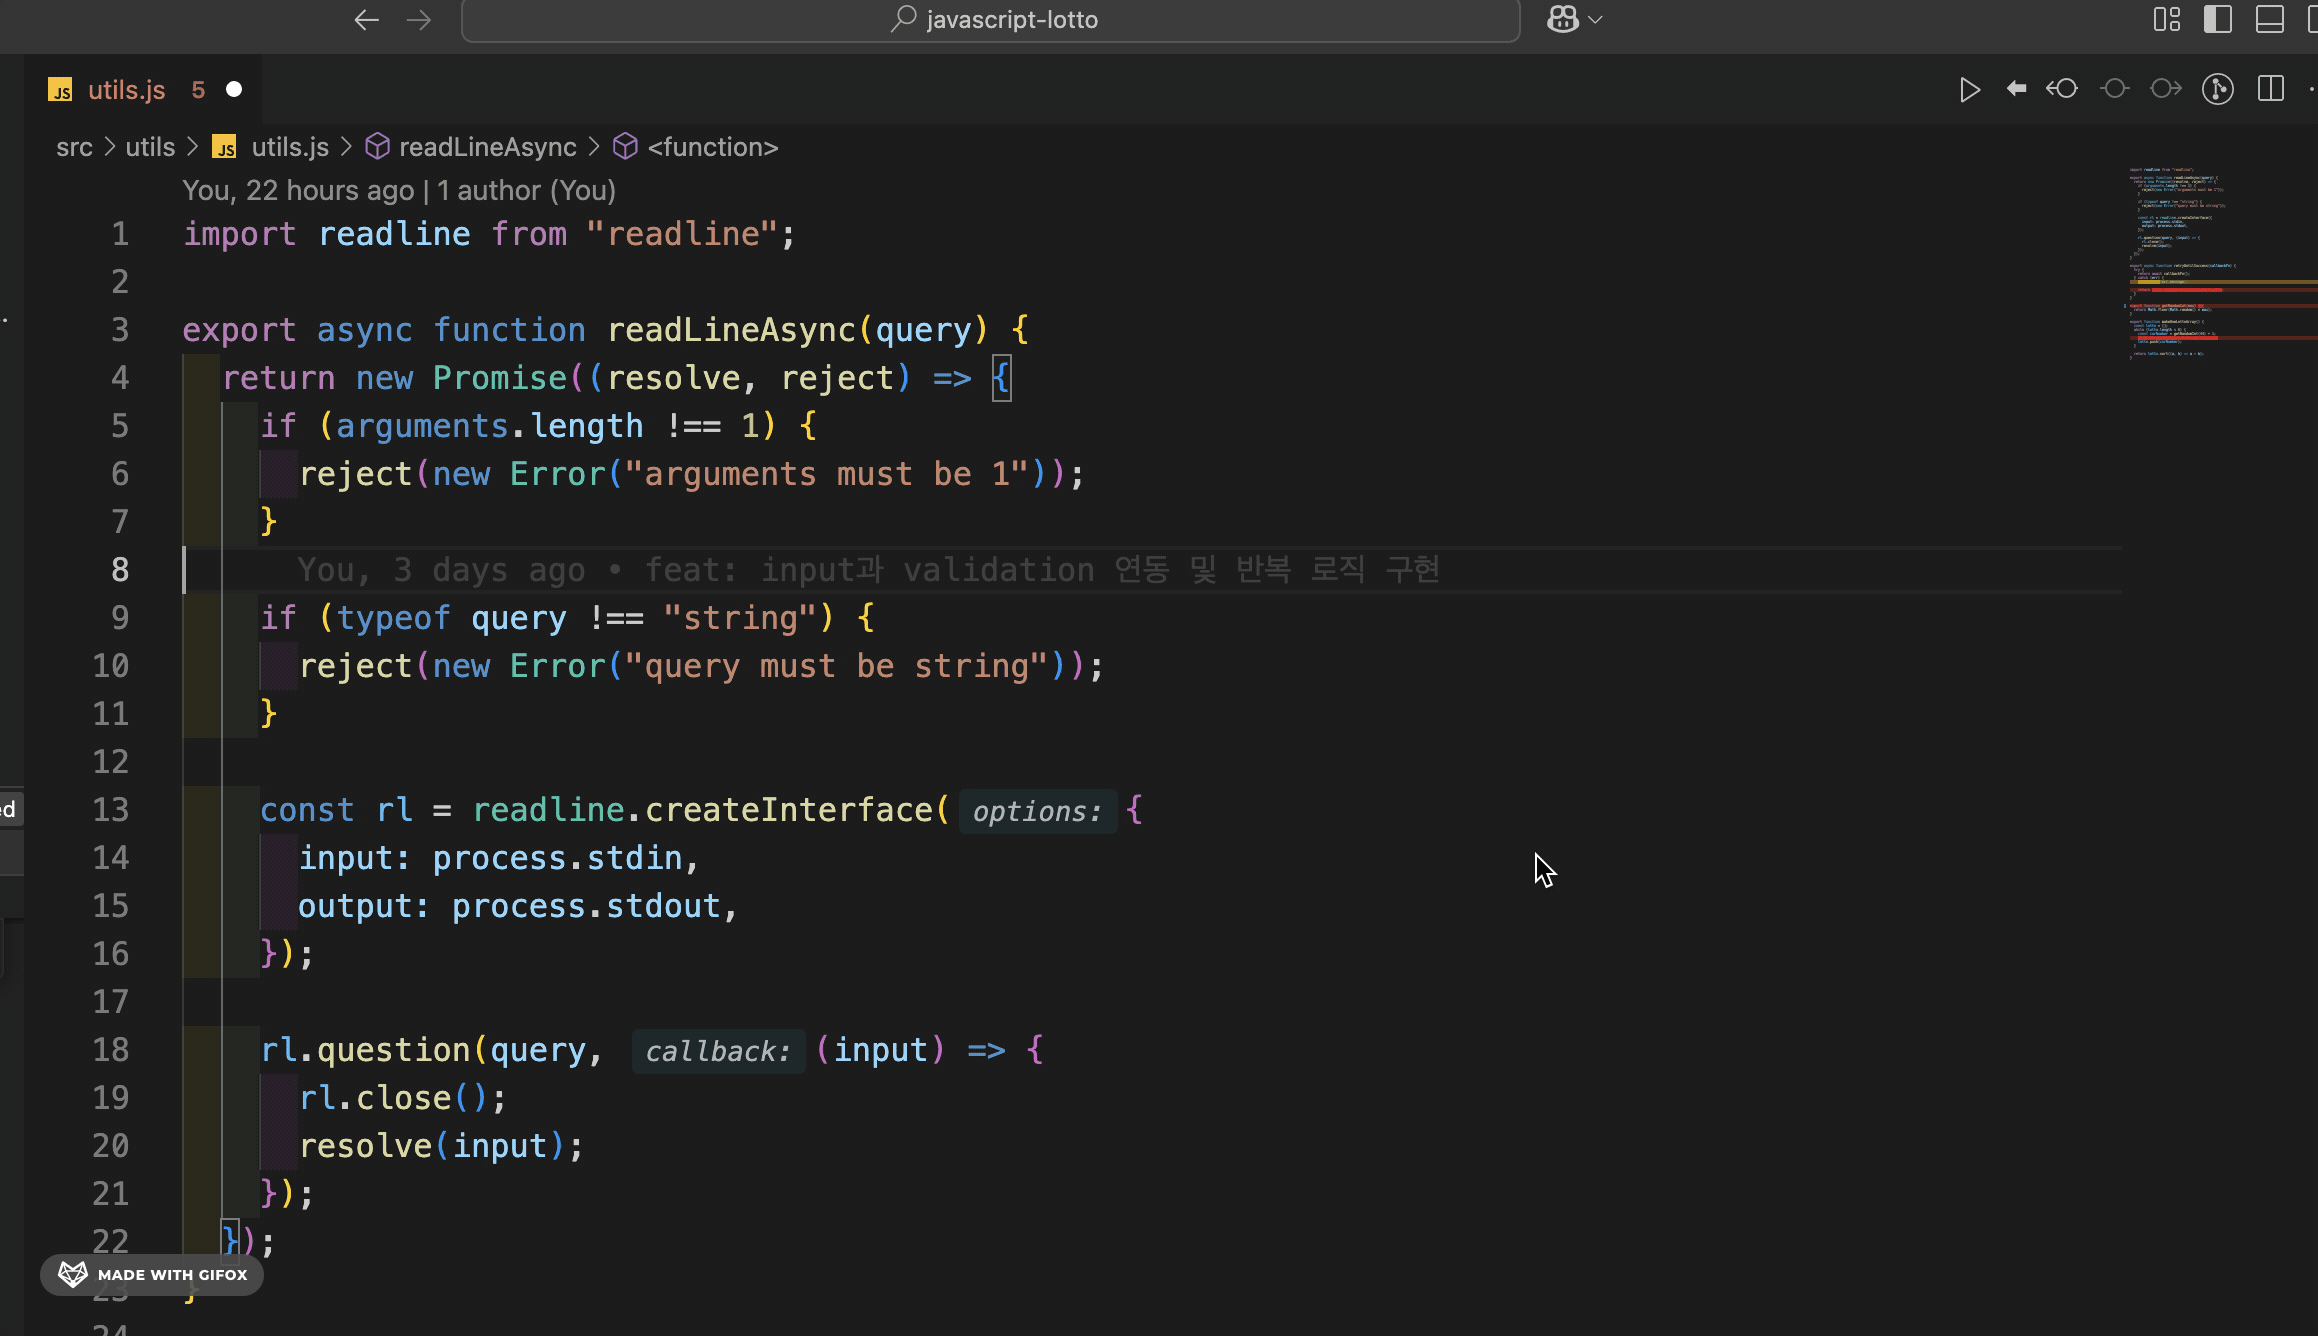 javascript-lotto
JS utils.js 5
src > utils > JS utils.js > readLineAsync > <function>
You, 22 hours ago | 1 author (You)
1 import readline from "readline";
2
3 export async function readLineAsync(query) {
4 return new Promise((resolve, reject) => {
5 if (arguments.length !== 1) {
6 reject(new Error("arguments must be 1"));
7 }
8 You, 3 days ago • feat: input과 validation 연동 및 반복 로직 구현
9 if (typeof query !== "string") {
10 reject(new Error("query must be string"));
11 }
12
ed
13 const rl = readline.createInterface( options: {
14 input: process.stdin,
15 output: process.stdout,
16 });
17
18 rl.question(query, callback: (input) => {
19 rl.close();
20 resolve(input);
21 });
22 });
MADE WITH GIFOX
23 }
24